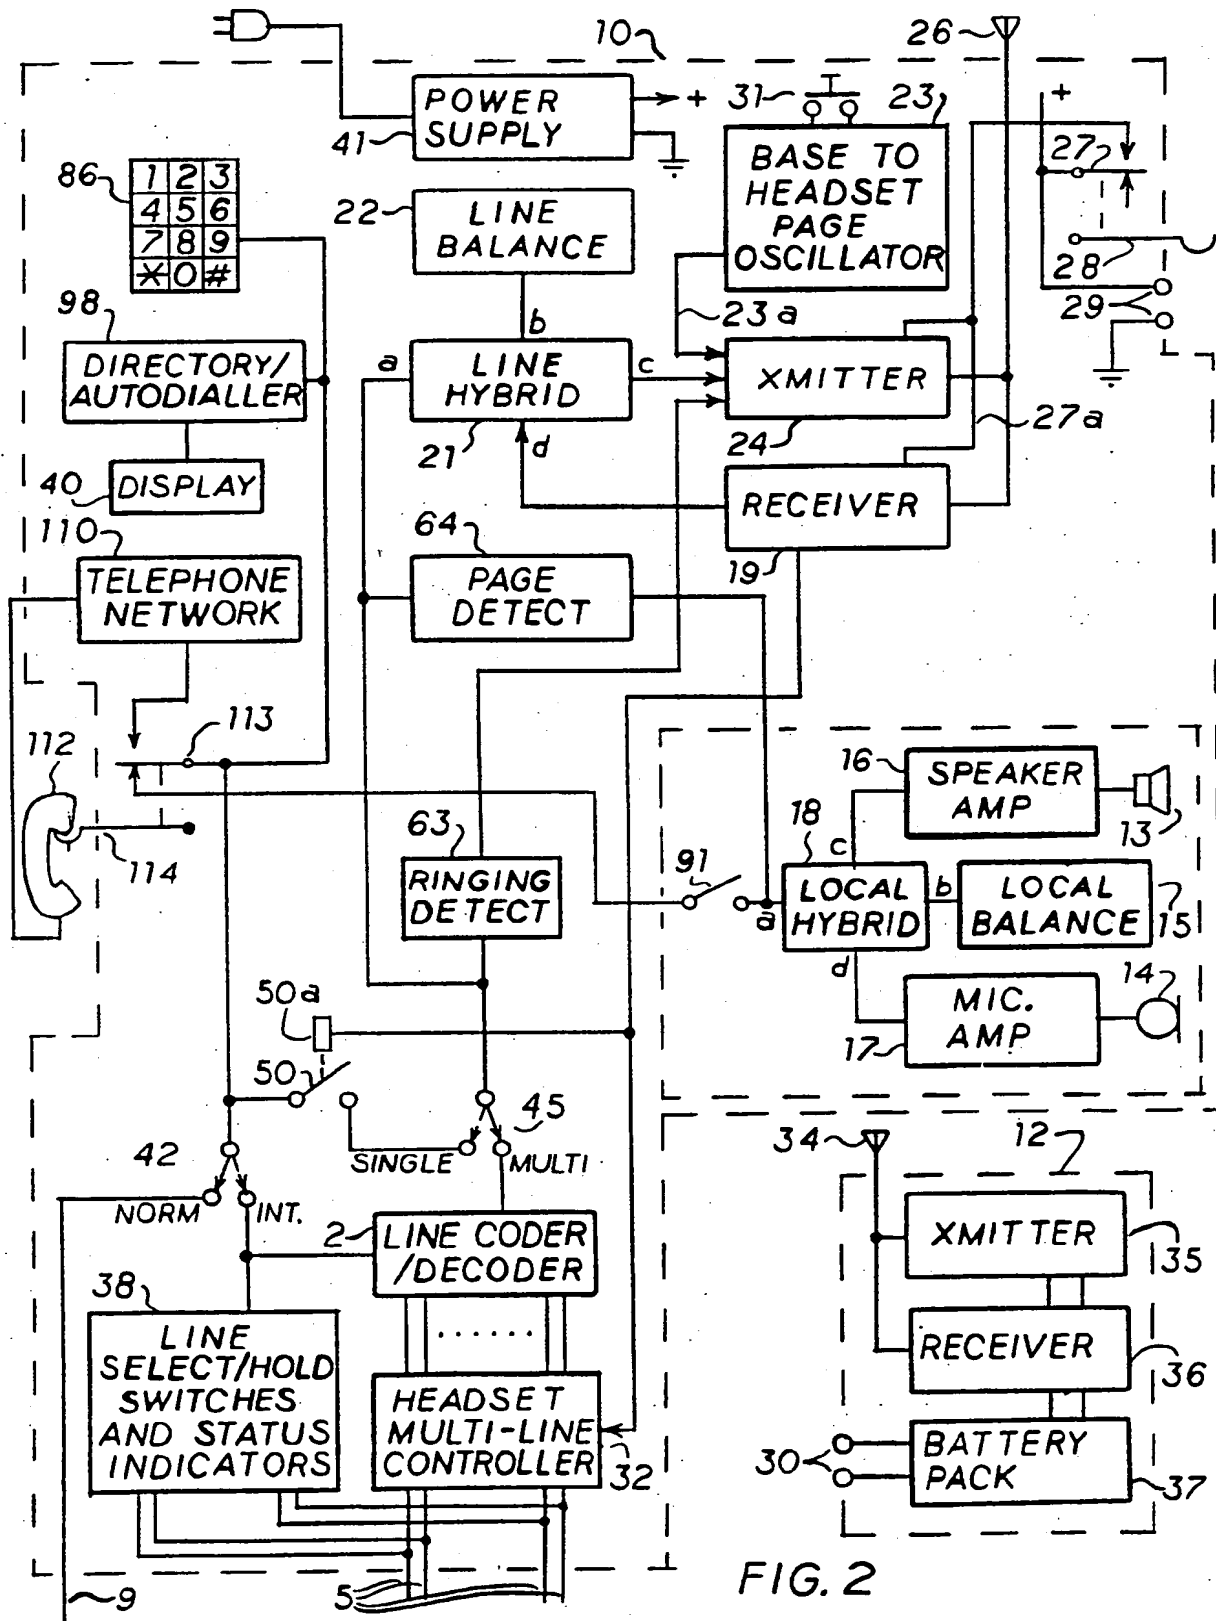 10
26
POWER
SUPPLY
+
41
31
23
+
BASE TO
HEADSET
PAGE
OSCILLATOR
27
28
29
86
1 2 3
4 5 6
7 8 9
* 0 #
22
LINE
BALANCE
b
23a
98
DIRECTORY/
AUTODIALLER
a
LINE
HYBRID
c
d
21
XMITTER
24
27a
40
DISPLAY
RECEIVER
19
110
TELEPHONE
NETWORK
64
PAGE
DETECT
113
112
114
16
SPEAKER
AMP
13
18
c
63
RINGING
DETECT
91
a
LOCAL
HYBRID
b
LOCAL
BALANCE
15
d
MIC.
AMP
14
17
50a
50
45
SINGLE
MULTI
42
NORM
INT.
34
12
XMITTER
35
2
LINE CODER
/DECODER
38
LINE
SELECT/HOLD
SWITCHES
AND STATUS
INDICATORS
HEADSET
MULTI-LINE
CONTROLLER
32
RECEIVER
36
30
BATTERY
PACK
37
9
5
FIG. 2